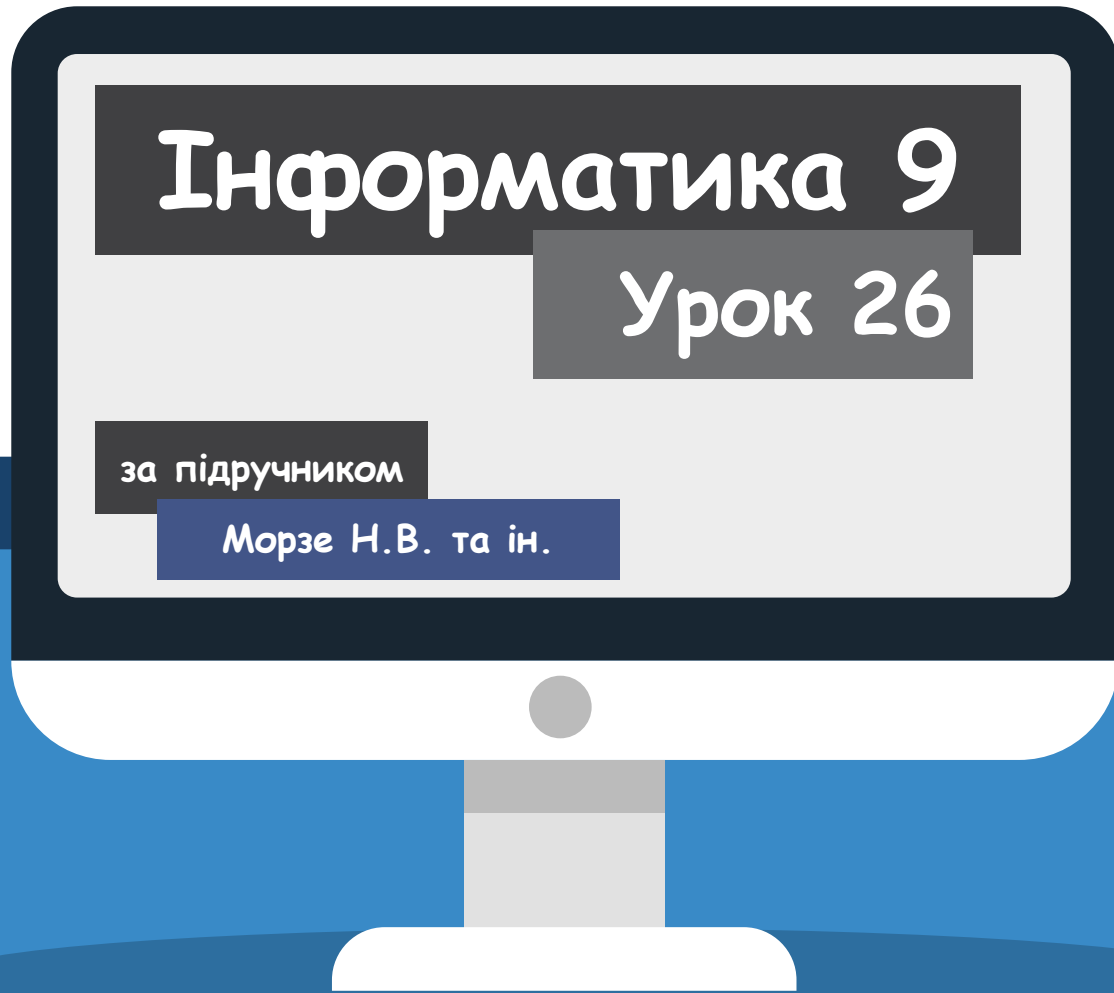 Інформатика 9
Урок 26
за підручником
Морзе Н.В. та ін.